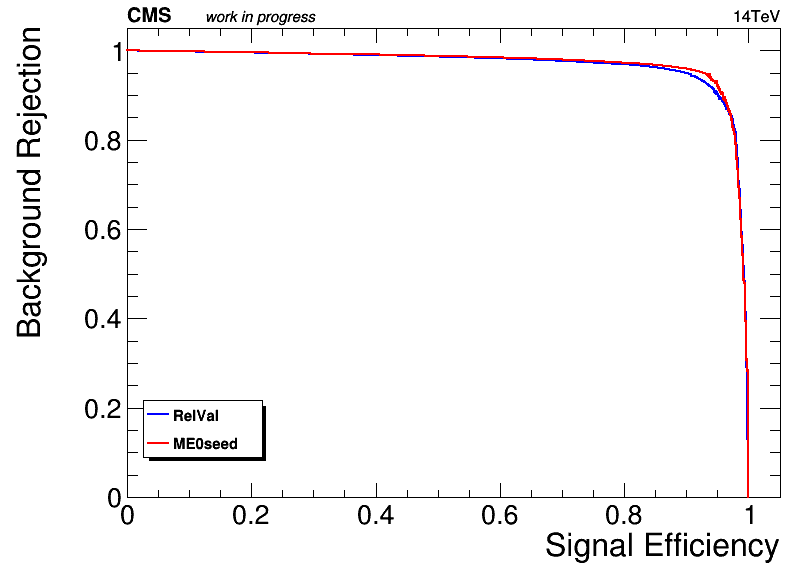 CMS work in progress 14TeV
Background Rejection
1
0.8
0.6
0.4
0.2
0
RelVal
ME0seed
0 0.2 0.4 0.6 0.8 1
Signal Efficiency